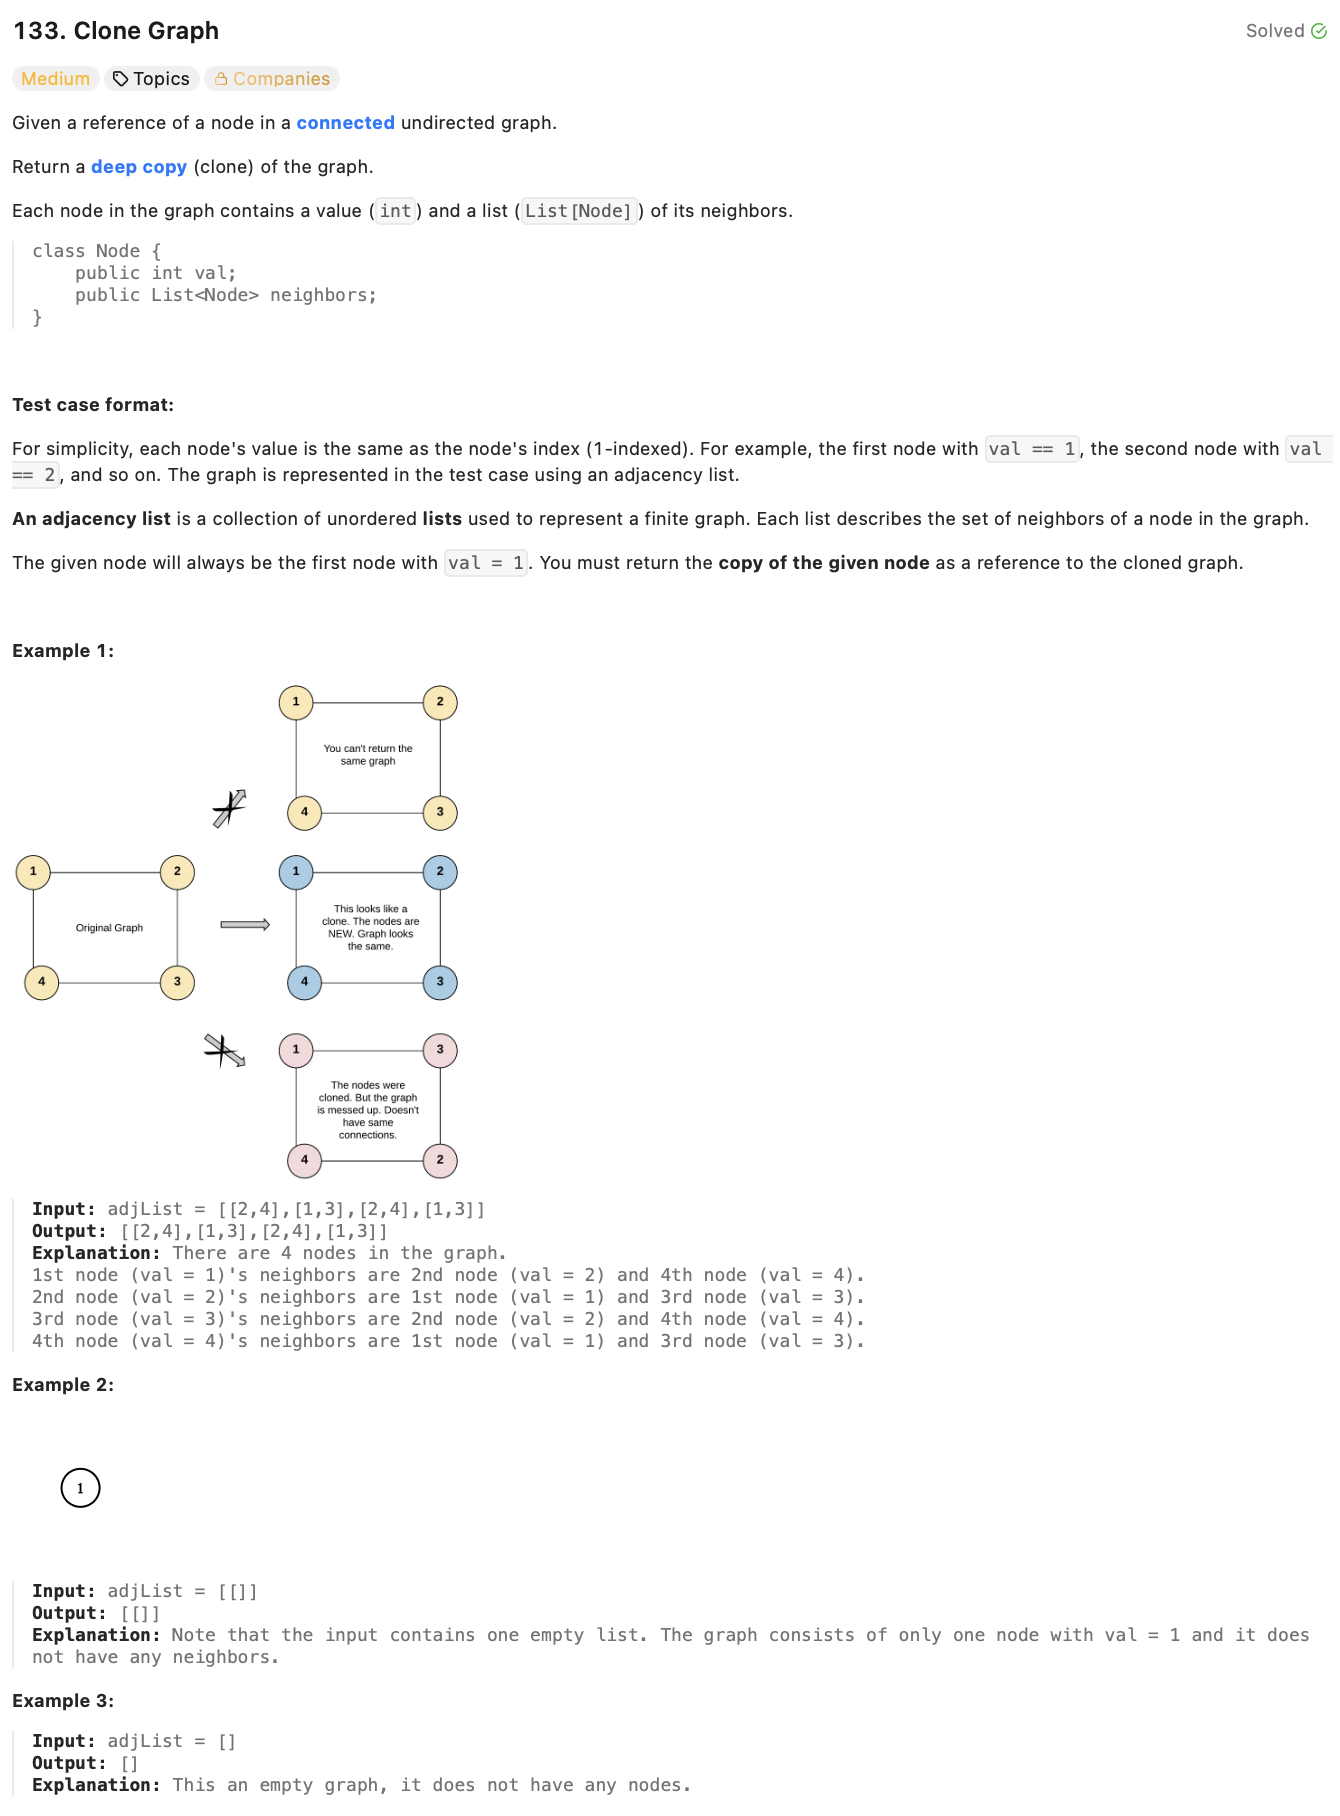 133. Clone Graph
Solved
Medium
Topics
Companies
Given a reference of a node in a connected undirected graph.
Return a deep copy (clone) of the graph.
Each node in the graph contains a value (int) and a list (List[Node]) of its neighbors.
class Node {
    public int val;
    public List<Node> neighbors;
}
Test case format:
For simplicity, each node's value is the same as the node's index (1-indexed). For example, the first node with val == 1, the second node with val
== 2, and so on. The graph is represented in the test case using an adjacency list.
An adjacency list is a collection of unordered lists used to represent a finite graph. Each list describes the set of neighbors of a node in the graph.
The given node will always be the first node with val = 1. You must return the copy of the given node as a reference to the cloned graph.
Example 1:
1 2
You can't return the
same graph
4 3
1 2
Original Graph
4 3
1 2
This looks like a
clone. The nodes are
NEW. Graph looks
the same.
4 3
1 3
The nodes were
cloned. But the graph
is messed up. Doesn't
have same
connections.
4 2
Input: adjList = [[2,4],[1,3],[2,4],[1,3]]
Output: [[2,4],[1,3],[2,4],[1,3]]
Explanation: There are 4 nodes in the graph.
1st node (val = 1)'s neighbors are 2nd node (val = 2) and 4th node (val = 4).
2nd node (val = 2)'s neighbors are 1st node (val = 1) and 3rd node (val = 3).
3rd node (val = 3)'s neighbors are 2nd node (val = 2) and 4th node (val = 4).
4th node (val = 4)'s neighbors are 1st node (val = 1) and 3rd node (val = 3).
Example 2:
1
Input: adjList = [[]]
Output: [[]]
Explanation: Note that the input contains one empty list. The graph consists of only one node with val = 1 and it does
not have any neighbors.
Example 3:
Input: adjList = []
Output: []
Explanation: This an empty graph, it does not have any nodes.